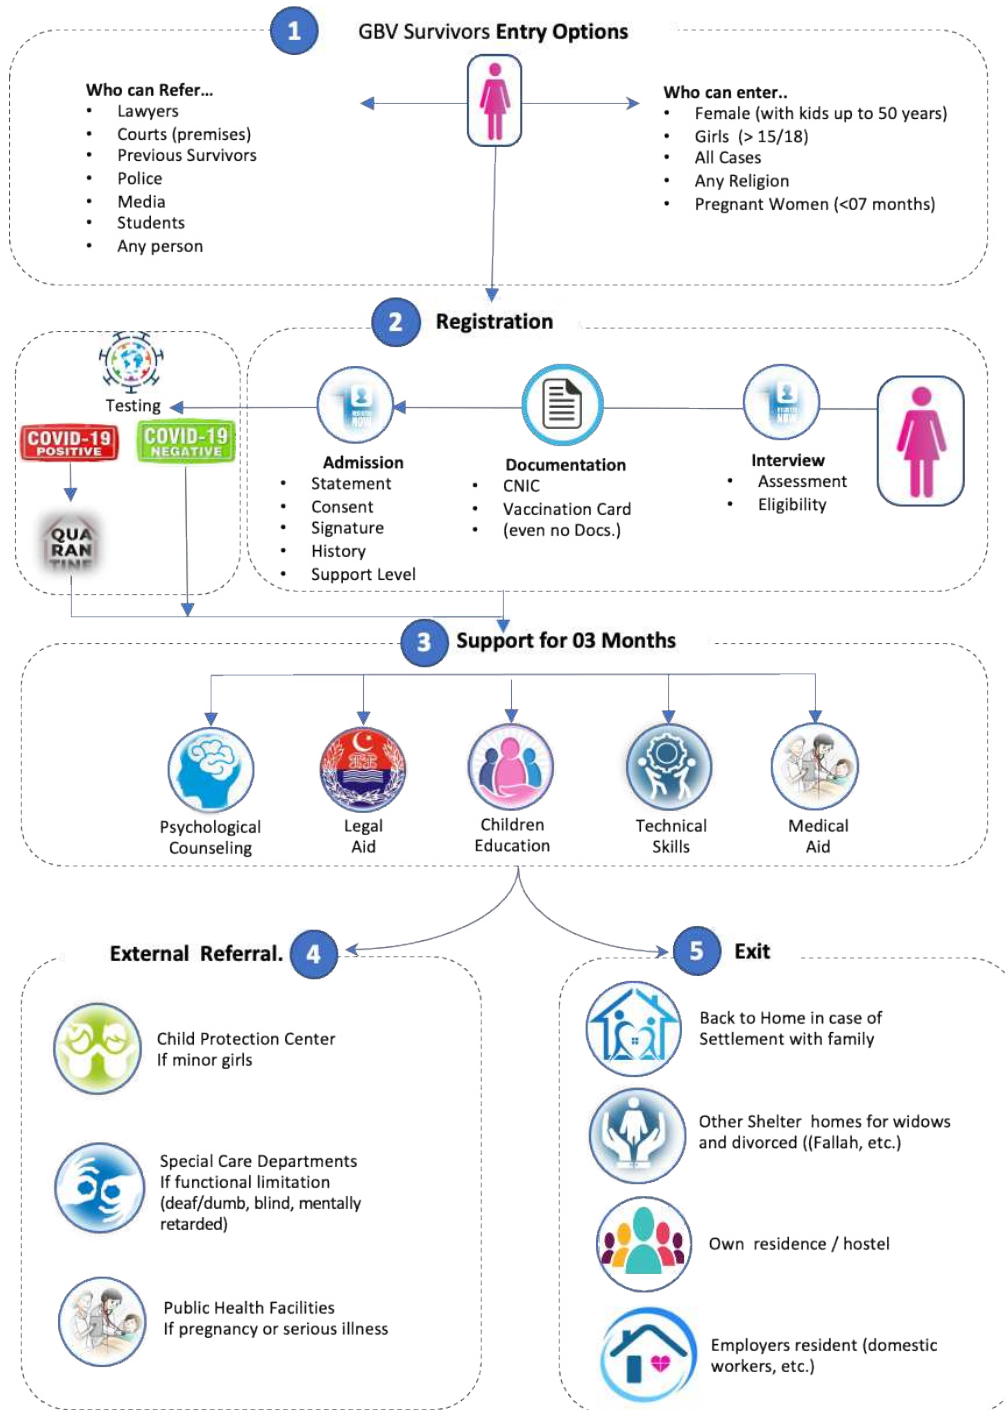 1
GBV Survivors Entry Options
Who can Refer...
• Lawyers
• Courts (premises)
• Previous Survivors
• Police
• Media
• Students
• Any person
Who can enter..
• Female (with kids up to 50 years)
• Girls (> 15/18)
• All Cases
• Any Religion
• Pregnant Women (<07 months)
2
Registration
Testing
COVID-19
POSITIVE
COVID-19
NEGATIVE
QUA
RAN
TINE
Admission
• Statement
• Consent
• Signature
• History
• Support Level
Documentation
• CNIC
• Vaccination Card
• (even no Docs.)
Interview
• Assessment
• Eligibility
3
Support for 03 Months
Psychological
Counseling
Legal
Aid
Children
Education
Technical
Skills
Medical
Aid
External Referral.
4
Child Protection Center
If minor girls
Special Care Departments
If functional limitation
(deaf/dumb, blind, mentally
retarded)
Public Health Facilities
If pregnancy or serious illness
5
Exit
Back to Home in case of
Settlement with family
Other Shelter homes for widows
and divorced ((Fallah, etc.)
Own residence / hostel
Employers resident (domestic
workers, etc.)